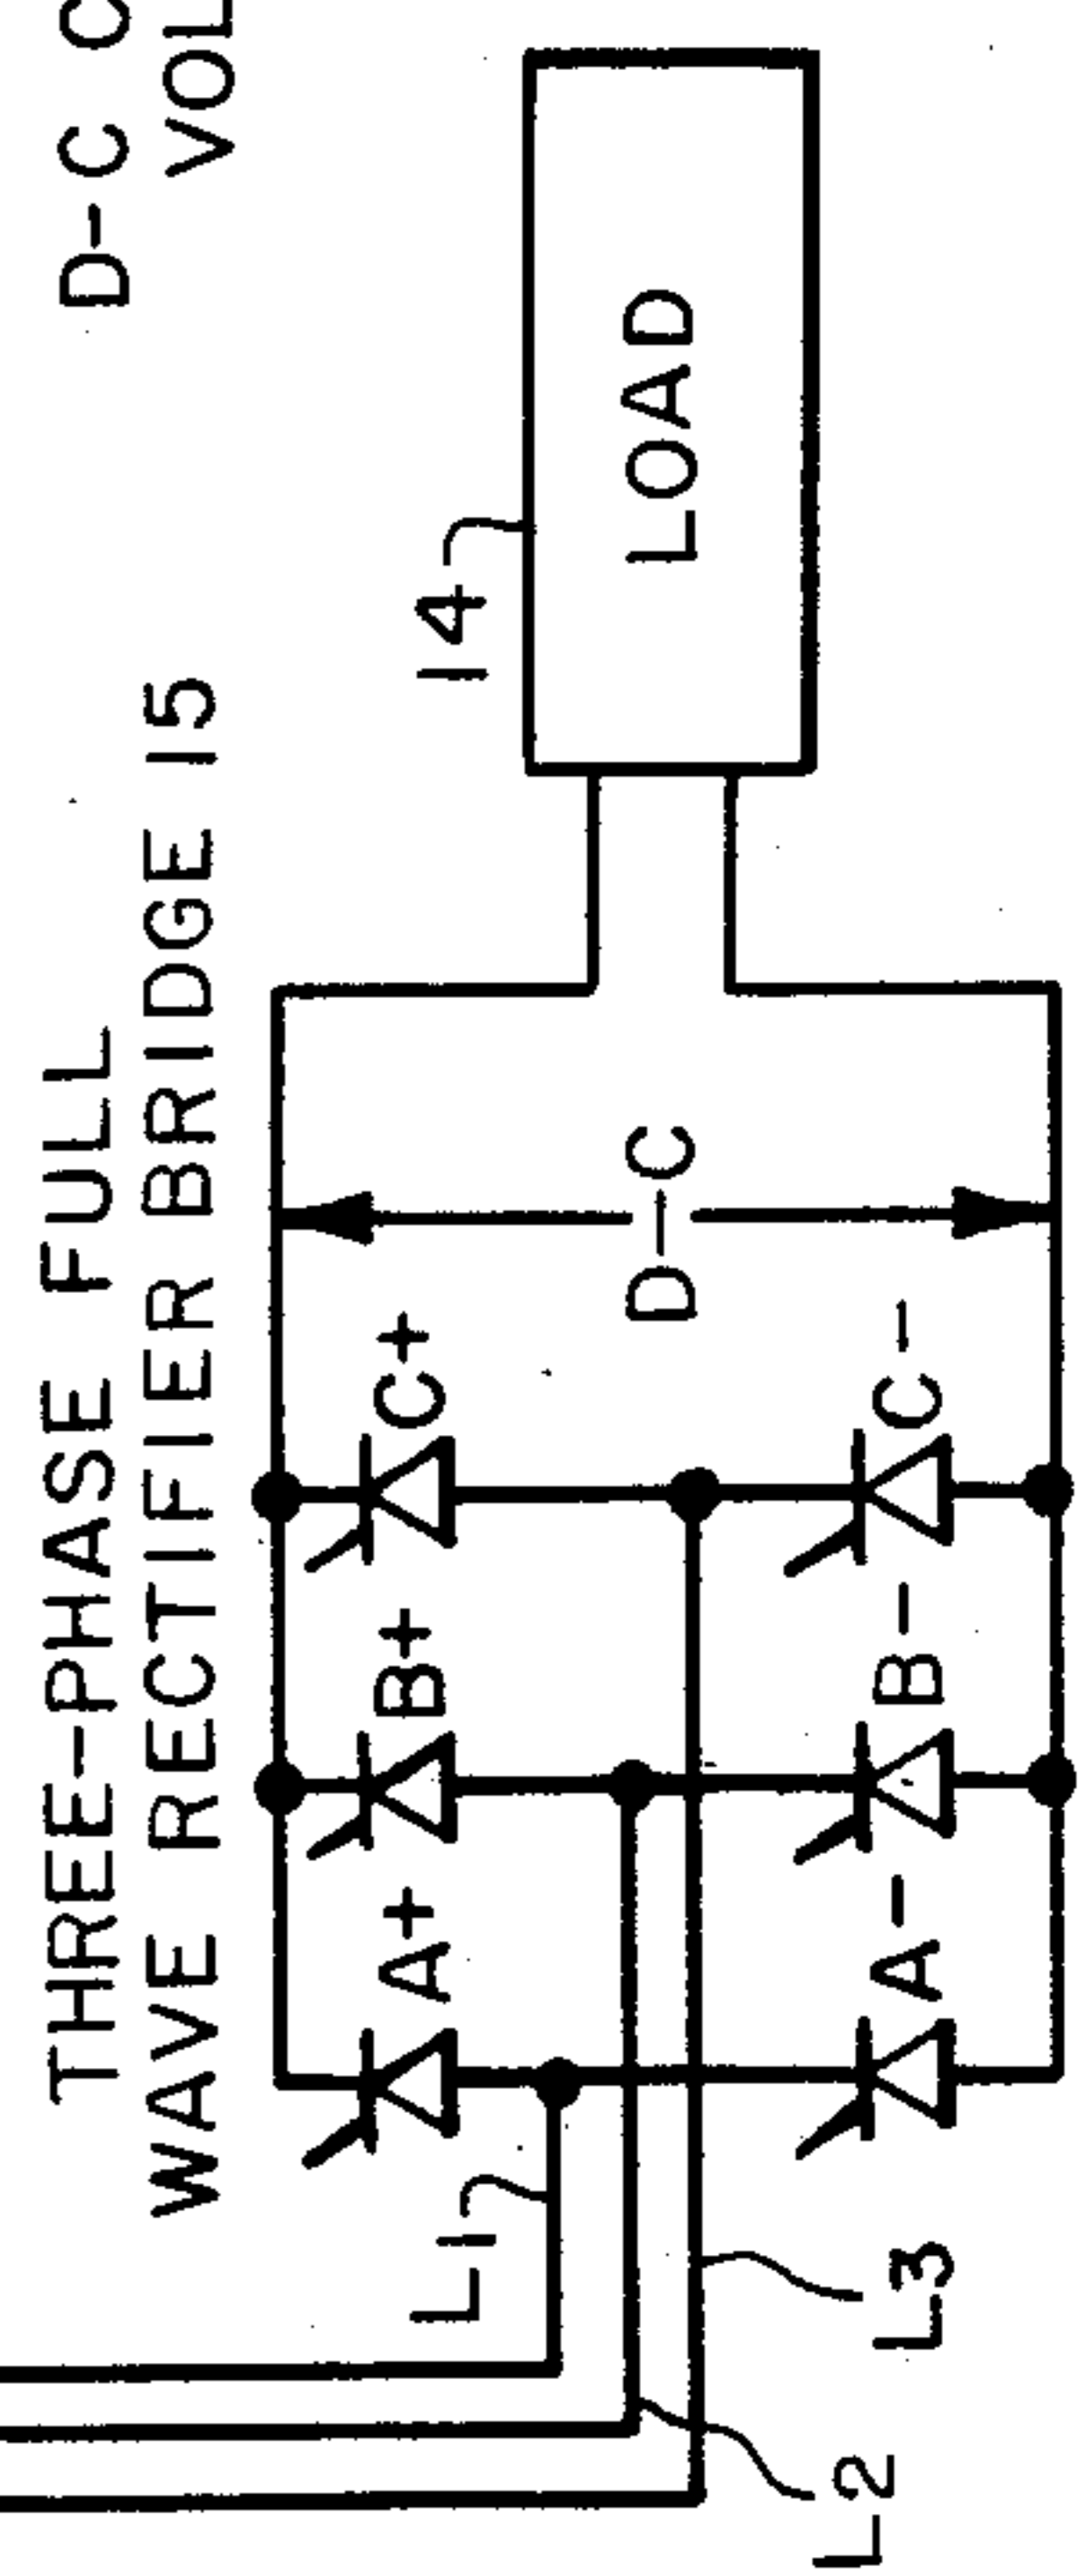 THREE-PHASE FULL
WAVE RECTIFIER BRIDGE 15
D-C C
VOL
L1
A+
B+
C+
14
LOAD
D-C
L2
L3
A-
B-
C-